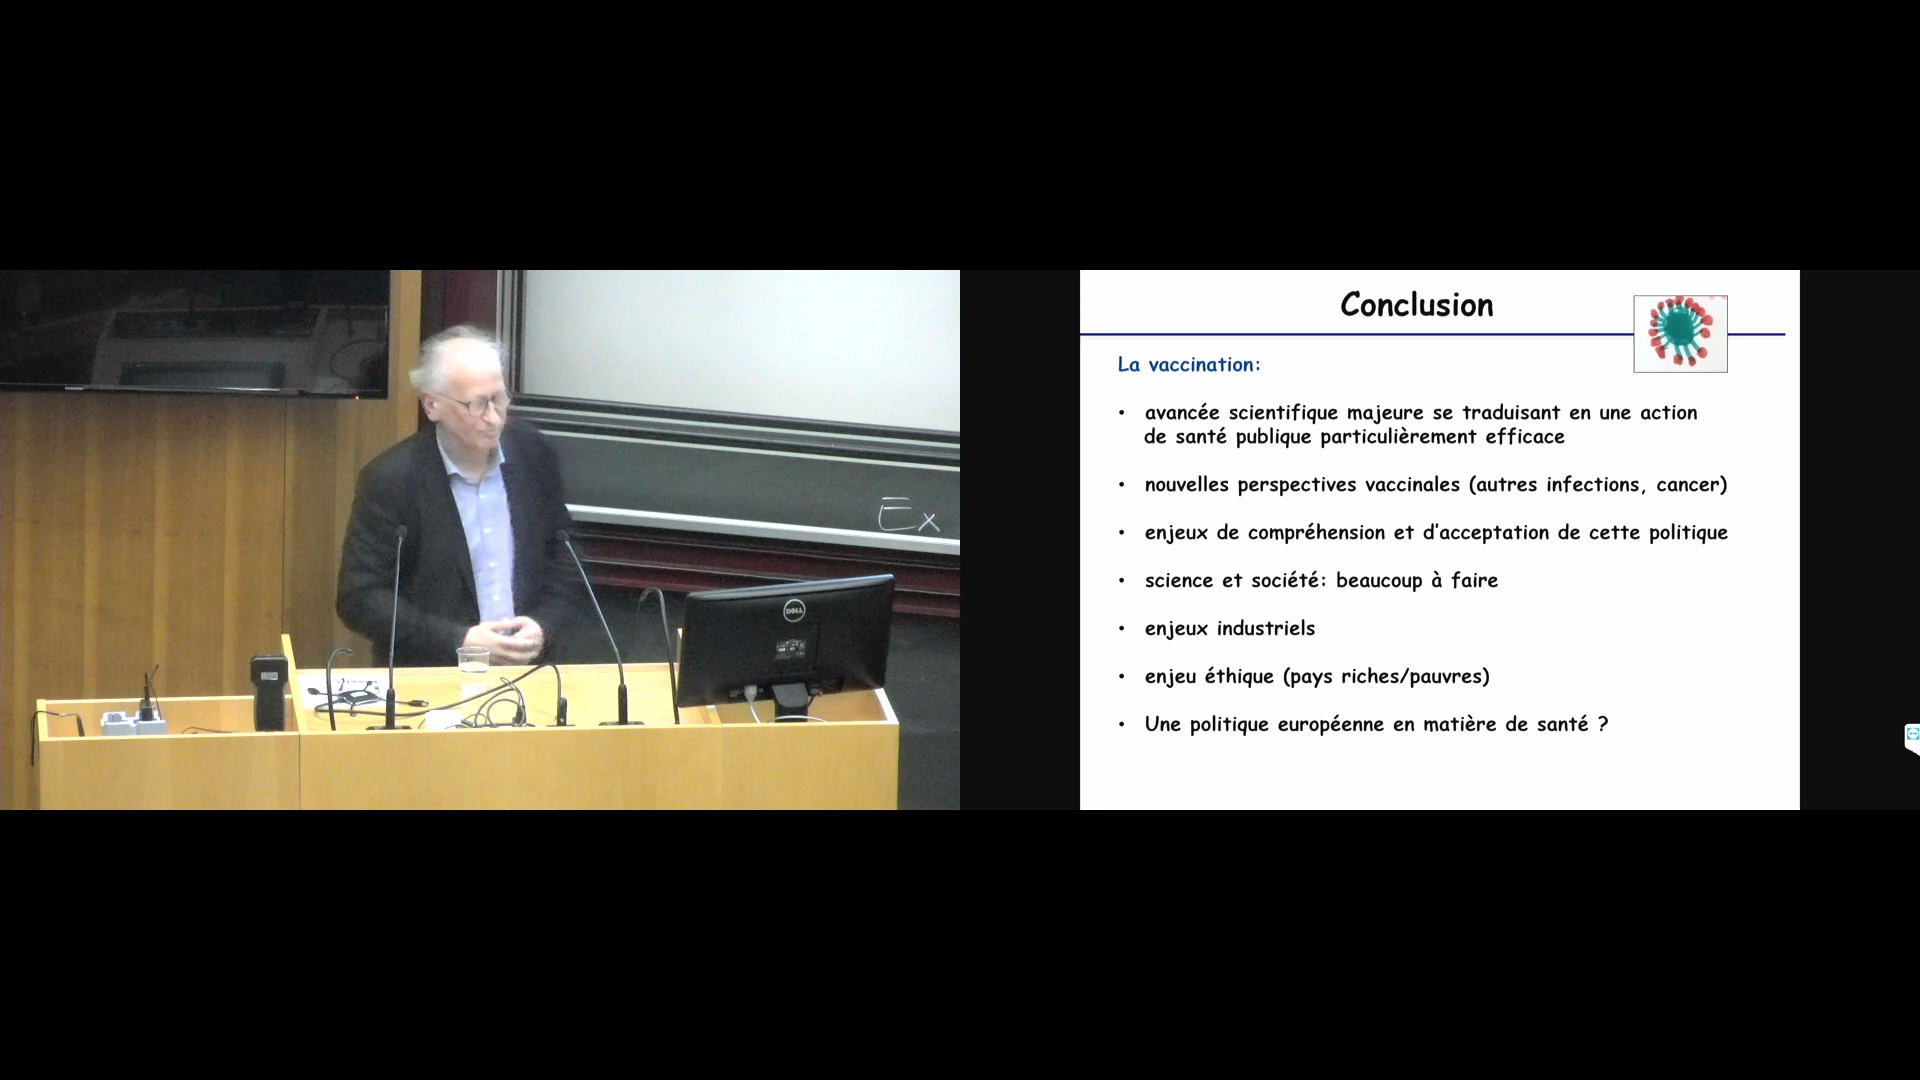 Ex
DELL
Conclusion
La vaccination:
• avancée scientifique majeure se traduisant en une action
de santé publique particulièrement efficace
• nouvelles perspectives vaccinales (autres infections, cancer)
• enjeux de compréhension et d'acceptation de cette politique
• science et société: beaucoup à faire
• enjeux industriels
• enjeu éthique (pays riches/pauvres)
• Une politique européenne en matière de santé ?